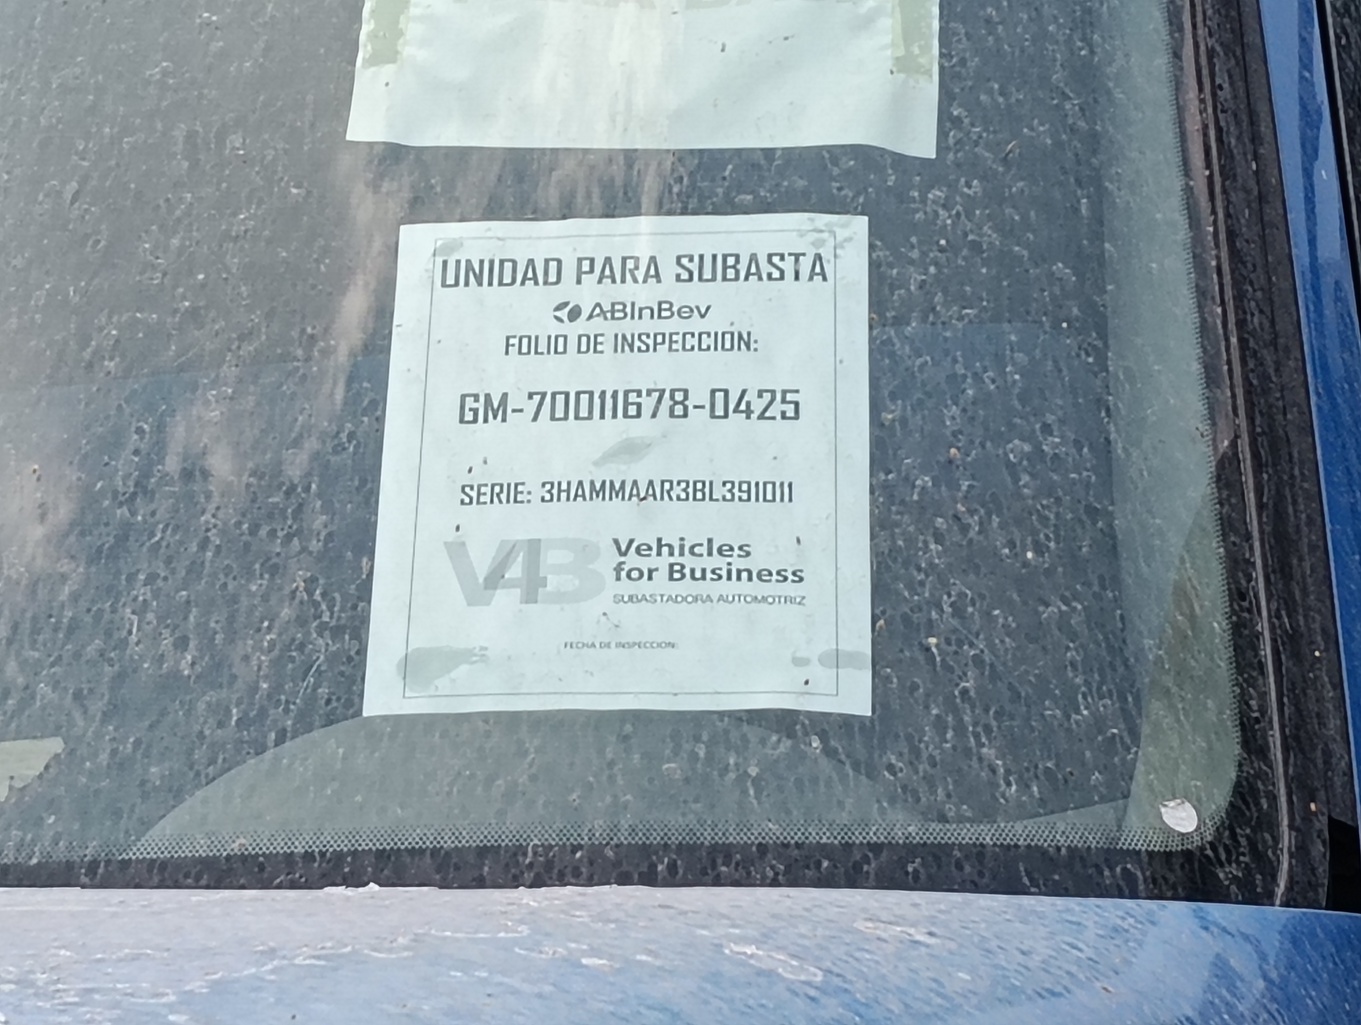 UNIDAD PARA SUBASTA
ABInBev
FOLIO DE INSPECCION:
GM-70011678-0425
SERIE: 3HAMMAAR3BL391011
V4B Vehicles
for Business
SUBASTADORA AUTOMOTRIZ
FECHA DE INSPECCION: